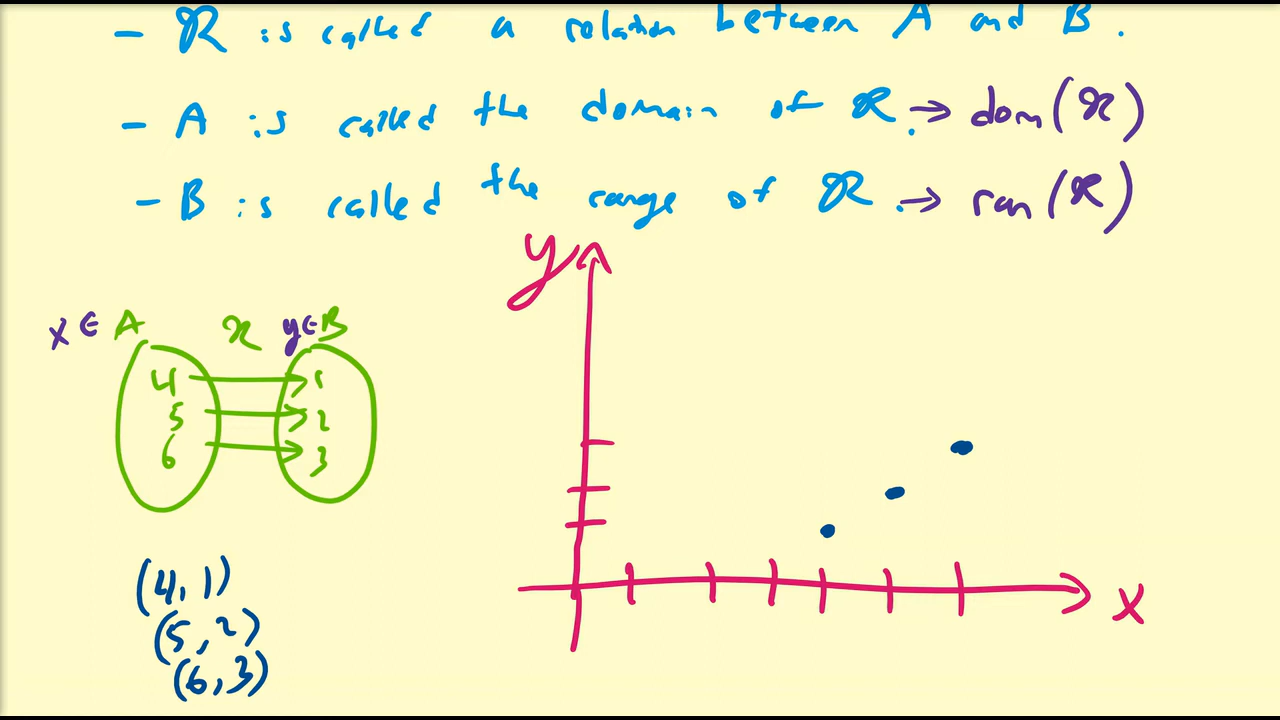 - R is called a relation between A and B.
- A is called the domain of R. → dom(R)
- B is called the range of R. → ran(R)
y
x ∈ A R y ∈ B
4 1
5 2
6 3
(4, 1)
(5, 2)
(6, 3)
x